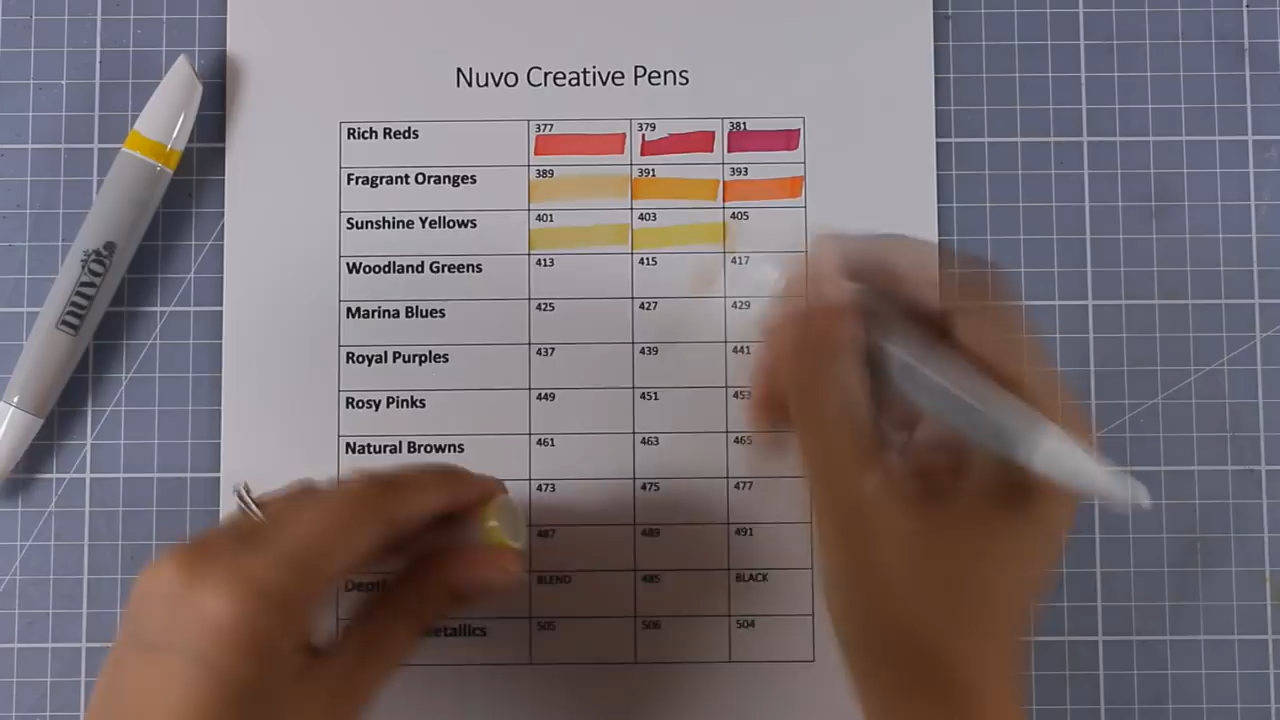 Nuvo Creative Pens
Rich Reds 377 379 381
Fragrant Oranges 389 391 393
Sunshine Yellows 401 403 405
Woodland Greens 413 415 417
Marina Blues 425 427 429
Royal Purples 437 439 441
Rosy Pinks 449 451 453
Natural Browns 461 463 465
473 475 477
487 489 491
BLEND 485 BLACK
505 506 504
nuvo